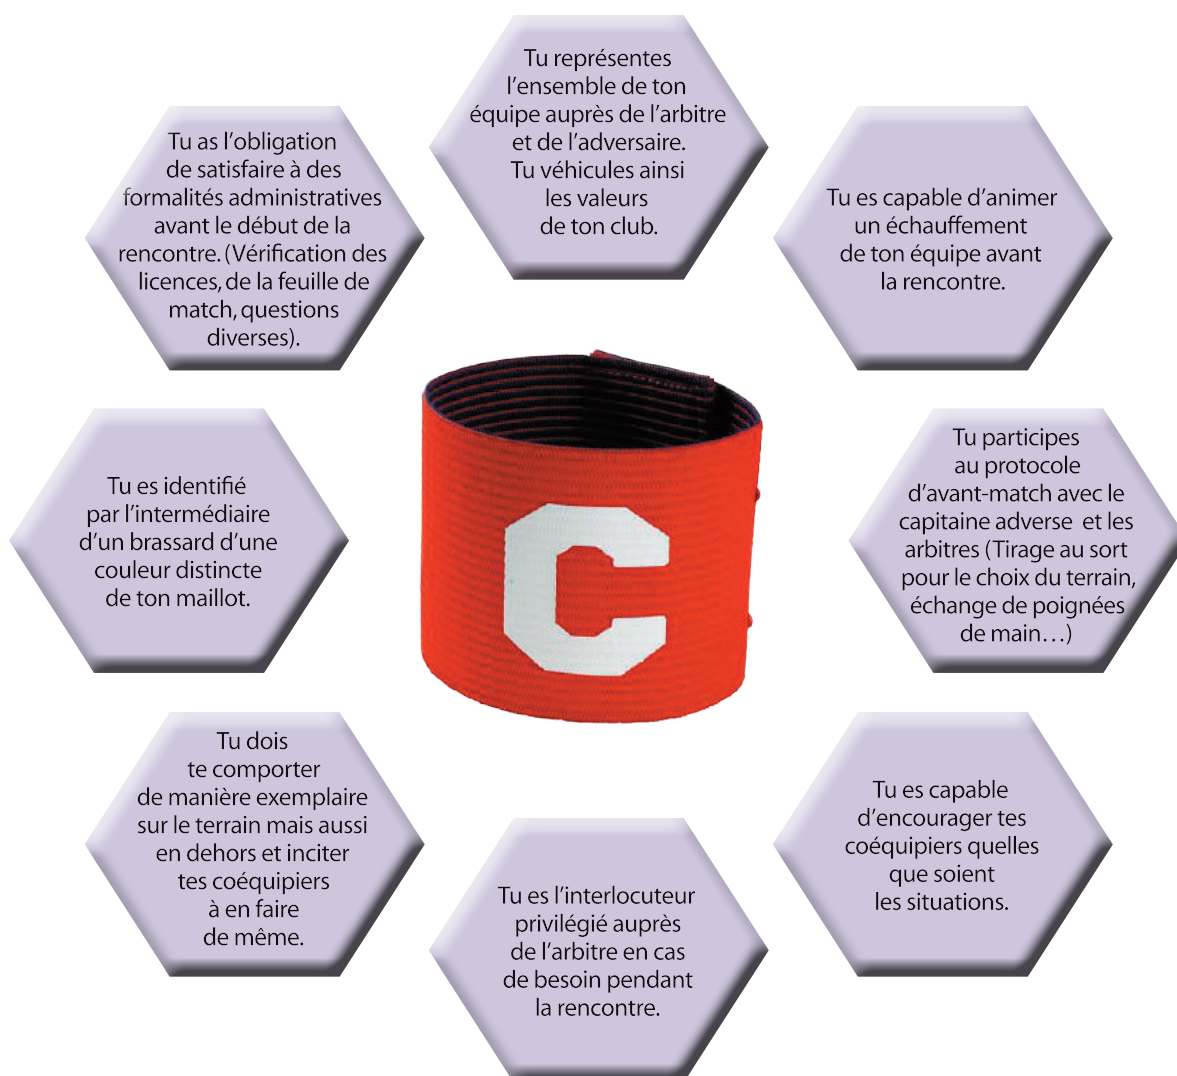 Tu représentes
l’ensemble de ton
équipe auprès de l’arbitre
et de l’adversaire.
Tu véhicules ainsi
les valeurs
de ton club.
Tu as l’obligation
de satisfaire à des
formalités administratives
avant le début de la
rencontre. (Vérification des
licences, de la feuille de
match, questions
diverses).
Tu es capable d’animer
un échauffement
de ton équipe avant
la rencontre.
Tu es identifié
par l’intermédiaire
d’un brassard d’une
couleur distincte
de ton maillot.
C
Tu participes
au protocole
d’avant-match avec le
capitaine adverse et les
arbitres (Tirage au sort
pour le choix du terrain,
échange de poignées
de main…)
Tu dois
te comporter
de manière exemplaire
sur le terrain mais aussi
en dehors et inciter
tes coéquipiers
à en faire
de même.
Tu es l’interlocuteur
privilégié auprès
de l’arbitre en cas
de besoin pendant
la rencontre.
Tu es capable
d’encourager tes
coéquipiers quelles
que soient
les situations.